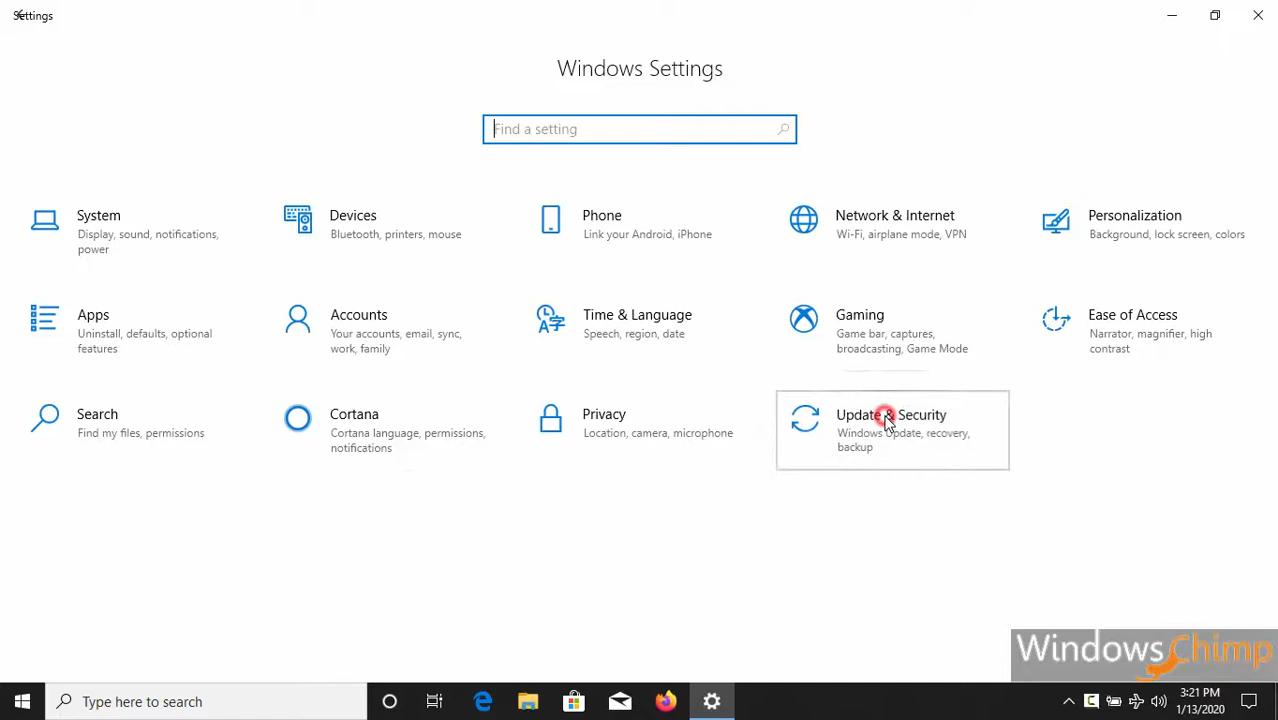 Settings
Windows Settings
Find a setting
System
Display, sound, notifications,
power
Devices
Bluetooth, printers, mouse
Phone
Link your Android, iPhone
Network & Internet
Wi-Fi, airplane mode, VPN
Personalization
Background, lock screen, colors
Apps
Uninstall, defaults, optional
features
Accounts
Your accounts, email, sync,
work, family
Time & Language
Speech, region, date
Gaming
Game bar, captures,
broadcasting, Game Mode
Ease of Access
Narrator, magnifier, high
contrast
Search
Find my files, permissions
Cortana
Cortana language, permissions,
notifications
Privacy
Location, camera, microphone
Update & Security
Windows Update, recovery,
backup
WindowsChimp
Type here to search
3:21 PM
1/13/2020